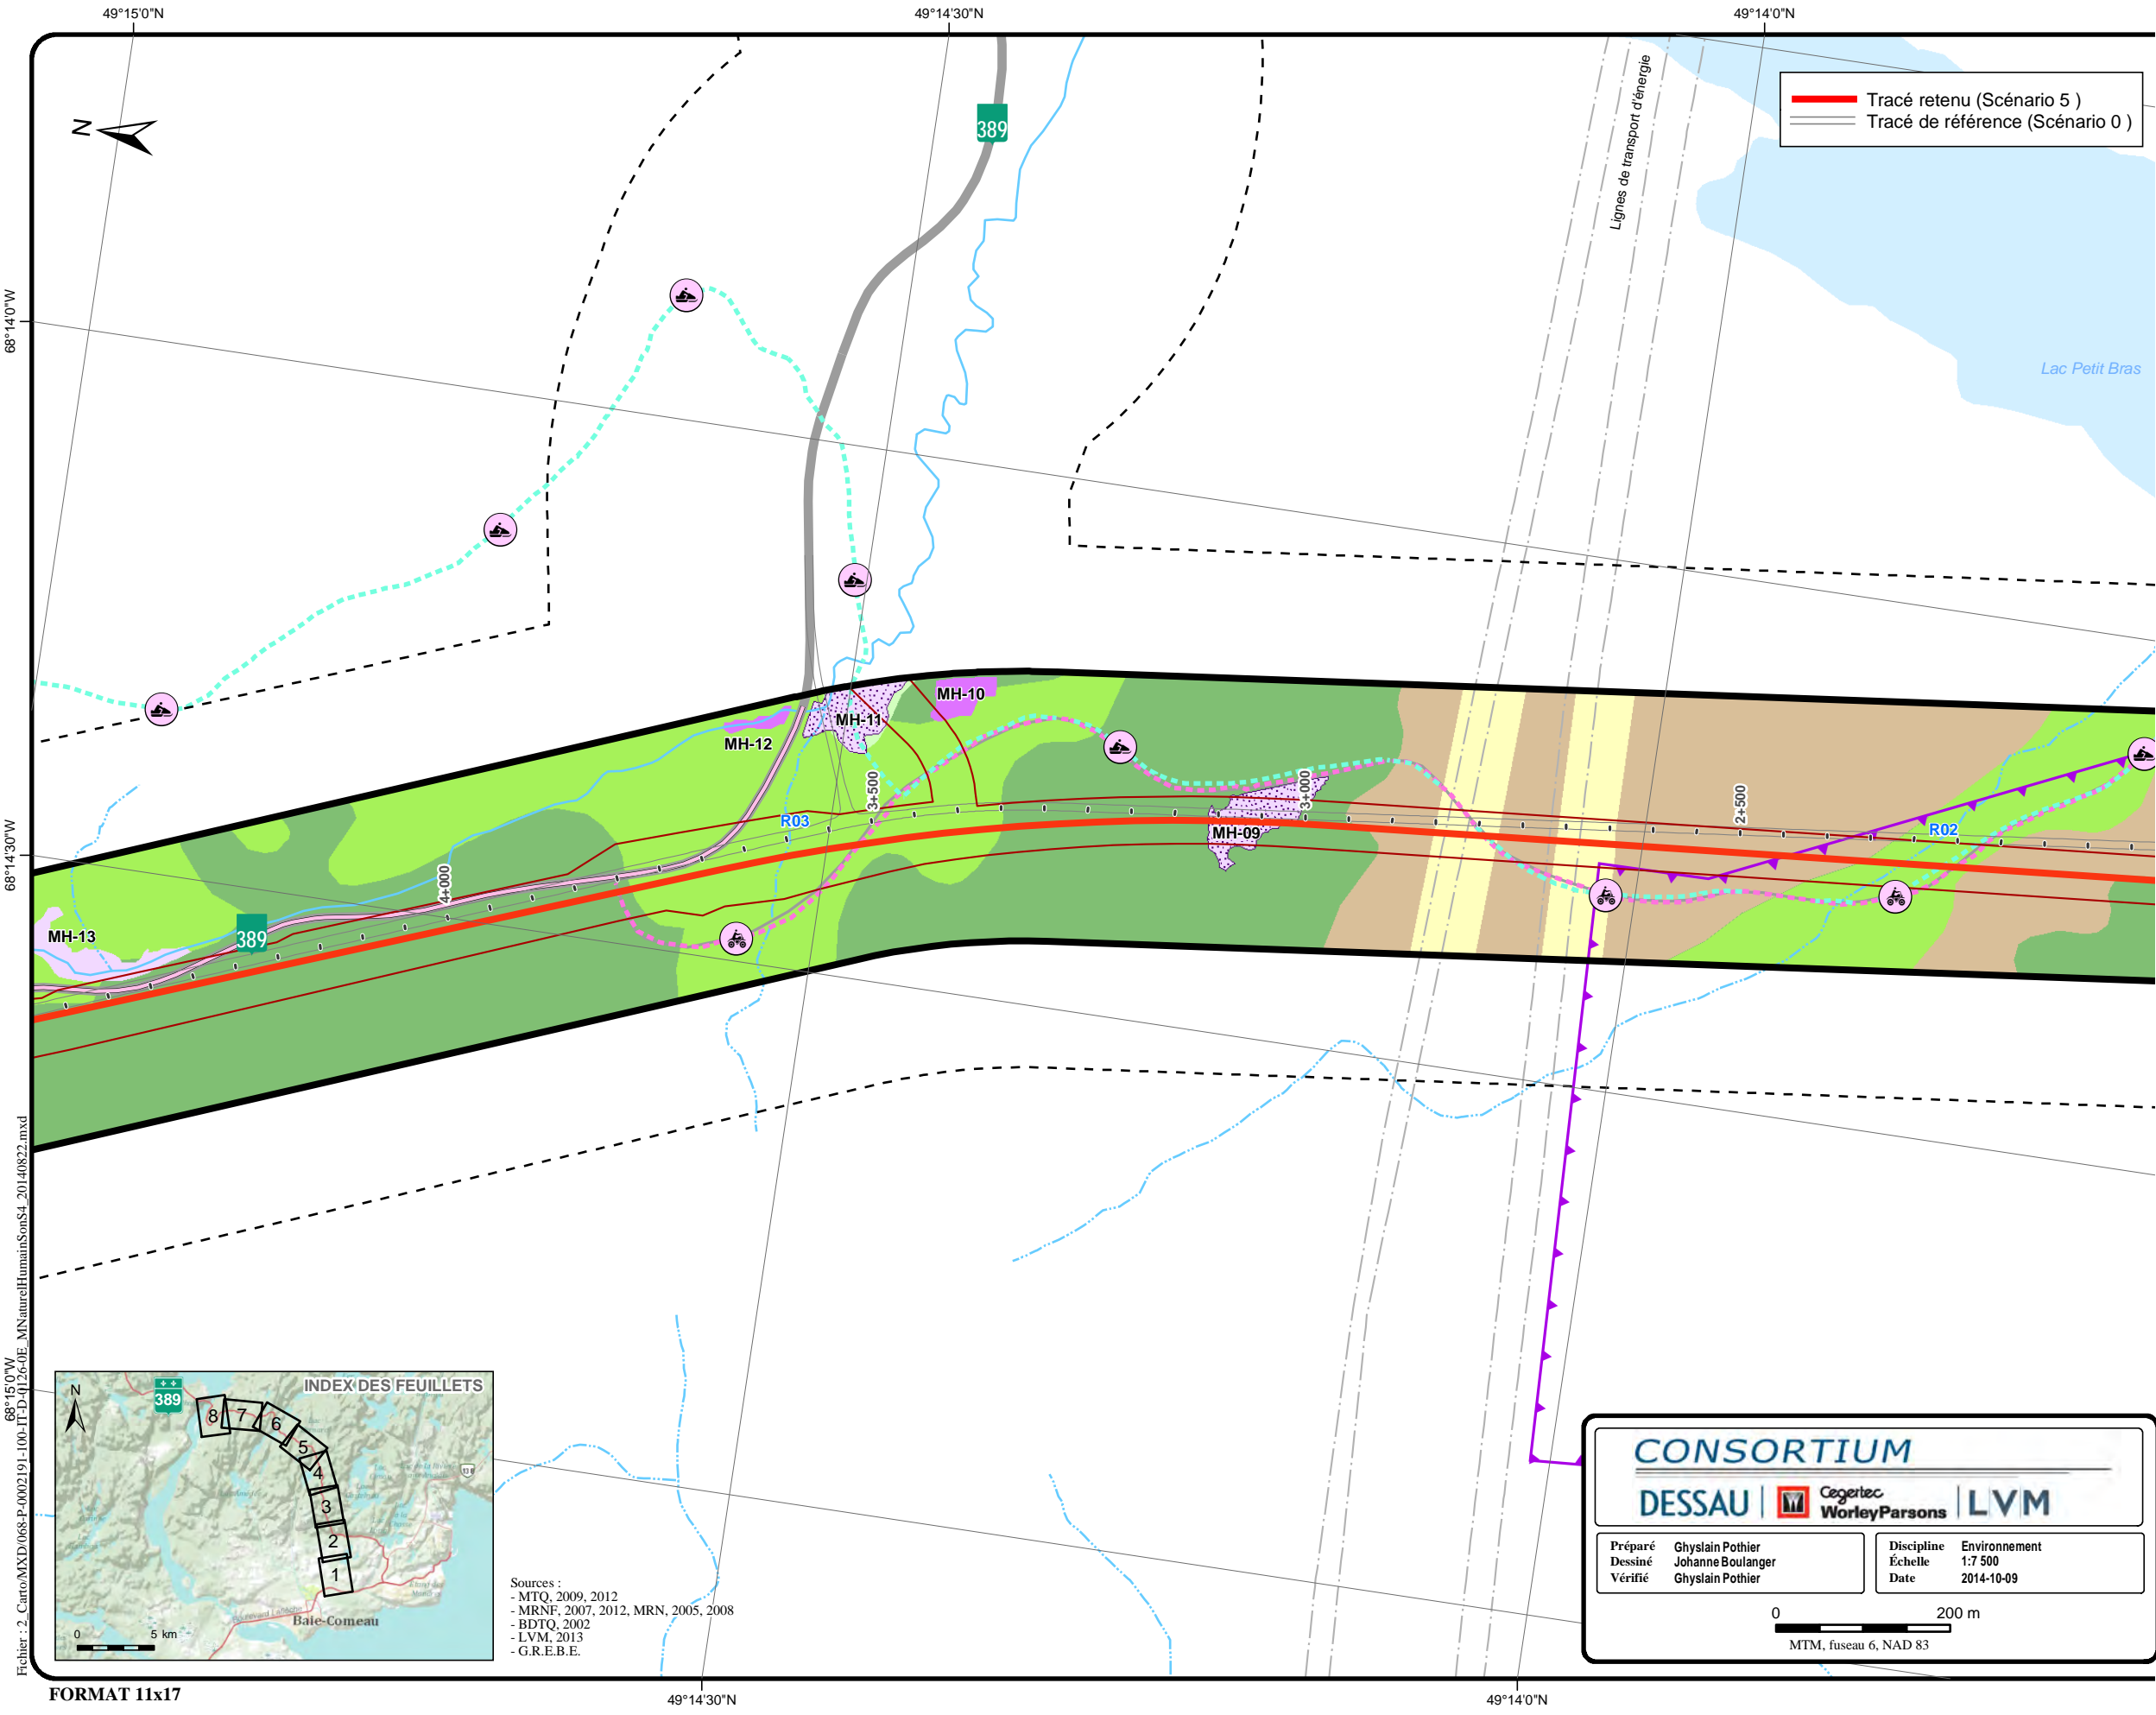 49°15'0"N
49°14'30"N
49°14'0"N
68°14'0"W
68°14'30"W
68°15'0"W
N
389
Lignes de transport d'énergie
Tracé retenu (Scénario 5 )
Tracé de référence (Scénario 0 )
Lac Petit Bras
MH-10
MH-11
MH-12
3+500
3+000
2+500
R03
MH-09
R02
4+000
389
MH-13
Fichier : 2_Carto/MXD/068-P-0002191-100-IT-D-0126-0E_MNaturelHumainSonS4_20140822.mxd
INDEX DES FEUILLETS
N
389
8
7
6
5
4
3
2
1
Boulevard Laflèche
Baie-Comeau
0 5 km
Sources :
- MTQ, 2009, 2012
- MRNF, 2007, 2012, MRN, 2005, 2008
- BDTQ, 2002
- LVM, 2013
- G.R.E.B.E.
CONSORTIUM
DESSAU
Cegertec
WorleyParsons
LVM
Préparé Ghyslain Pothier
Dessiné Johanne Boulanger
Vérifié Ghyslain Pothier
Discipline Environnement
Échelle 1:7 500
Date 2014-10-09
0 200 m
MTM, fuseau 6, NAD 83
FORMAT 11x17
49°14'30"N
49°14'0"N